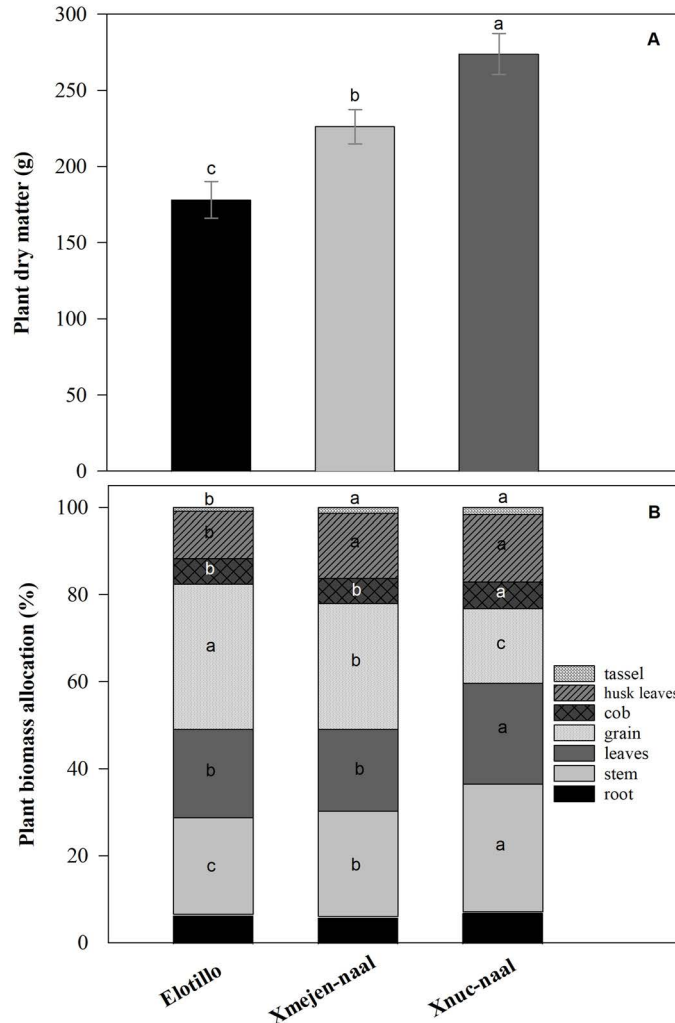 300
a
A
250
b
200
c
150
100
50
0
Plant dry matter (g)
100
b
a
a
B
b
a
a
b
b
a
80
a
b
c
60
b
b
a
40
c
b
a
20
0
Plant biomass allocation (%)
tassel
husk leaves
cob
grain
leaves
stem
root
Elotillo
Xmejen-naal
Xnuc-naal